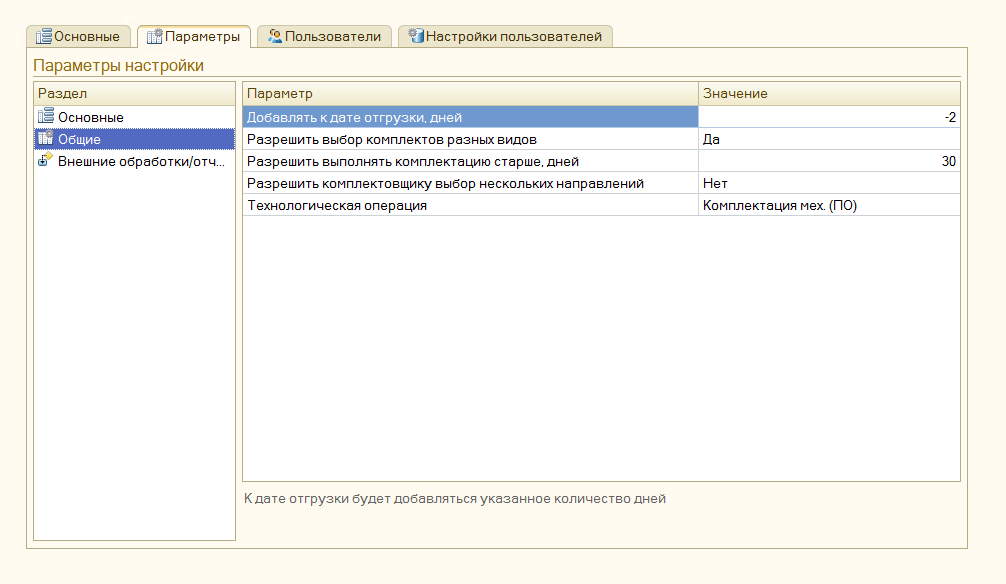 Основные Параметры Пользователи Настройки пользователей
Параметры настройки
Раздел
Основные
Общие
Внешние обработки/отч...
Параметр Значение
Добавлять к дате отгрузки, дней -2
Разрешить выбор комплектов разных видов Да
Разрешить выполнять комплектацию старше, дней 30
Разрешить комплектовщику выбор нескольких направлений Нет
Технологическая операция Комплектация мех. (ПО)
К дате отгрузки будет добавляться указанное количество дней